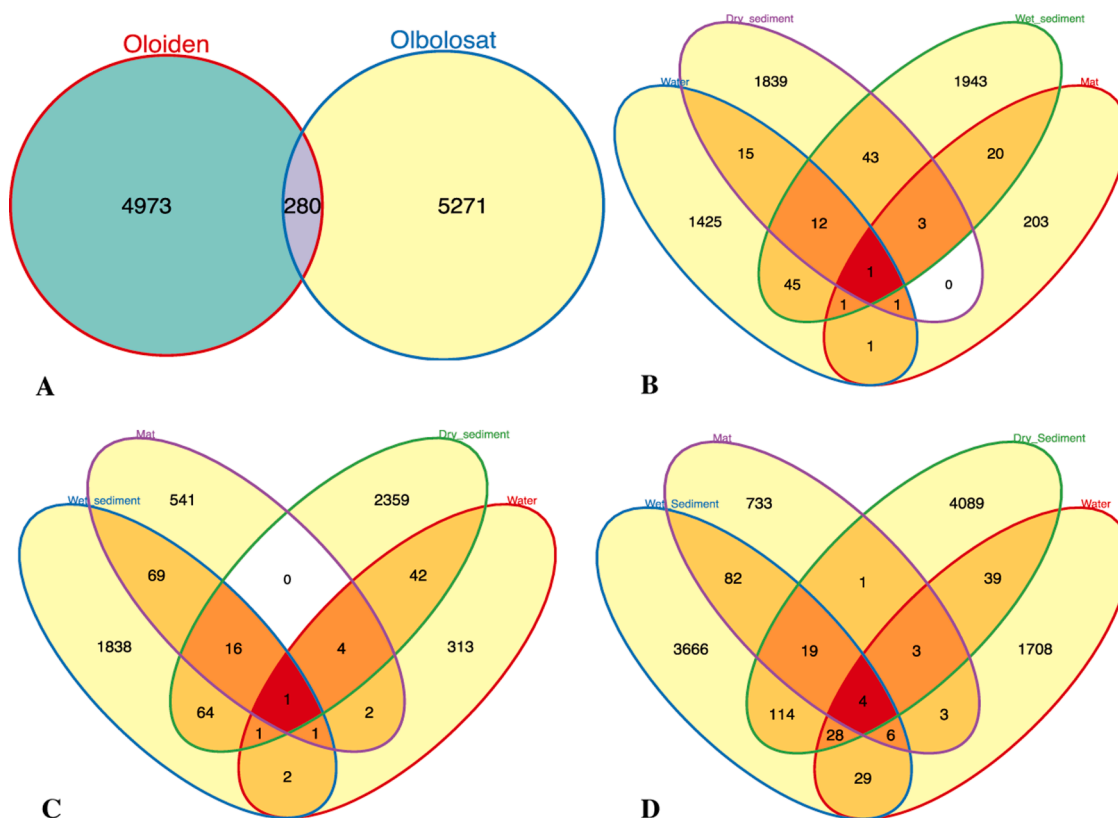 Oloiden
Olbolosat
4973
280
5271
A
Dry_sediment
Wet_sediment
Water
Mat
1839
1943
15
43
20
1425
12
3
203
1
0
45
1
1
1
B
Mat
Dry_sediment
Wet_sediment
Water
541
2359
69
0
42
1838
16
4
313
1
64
2
1
1
2
C
Mat
Dry_Sediment
Wet_Sediment
Water
733
4089
82
1
39
3666
19
3
1708
4
114
3
28
6
29
D